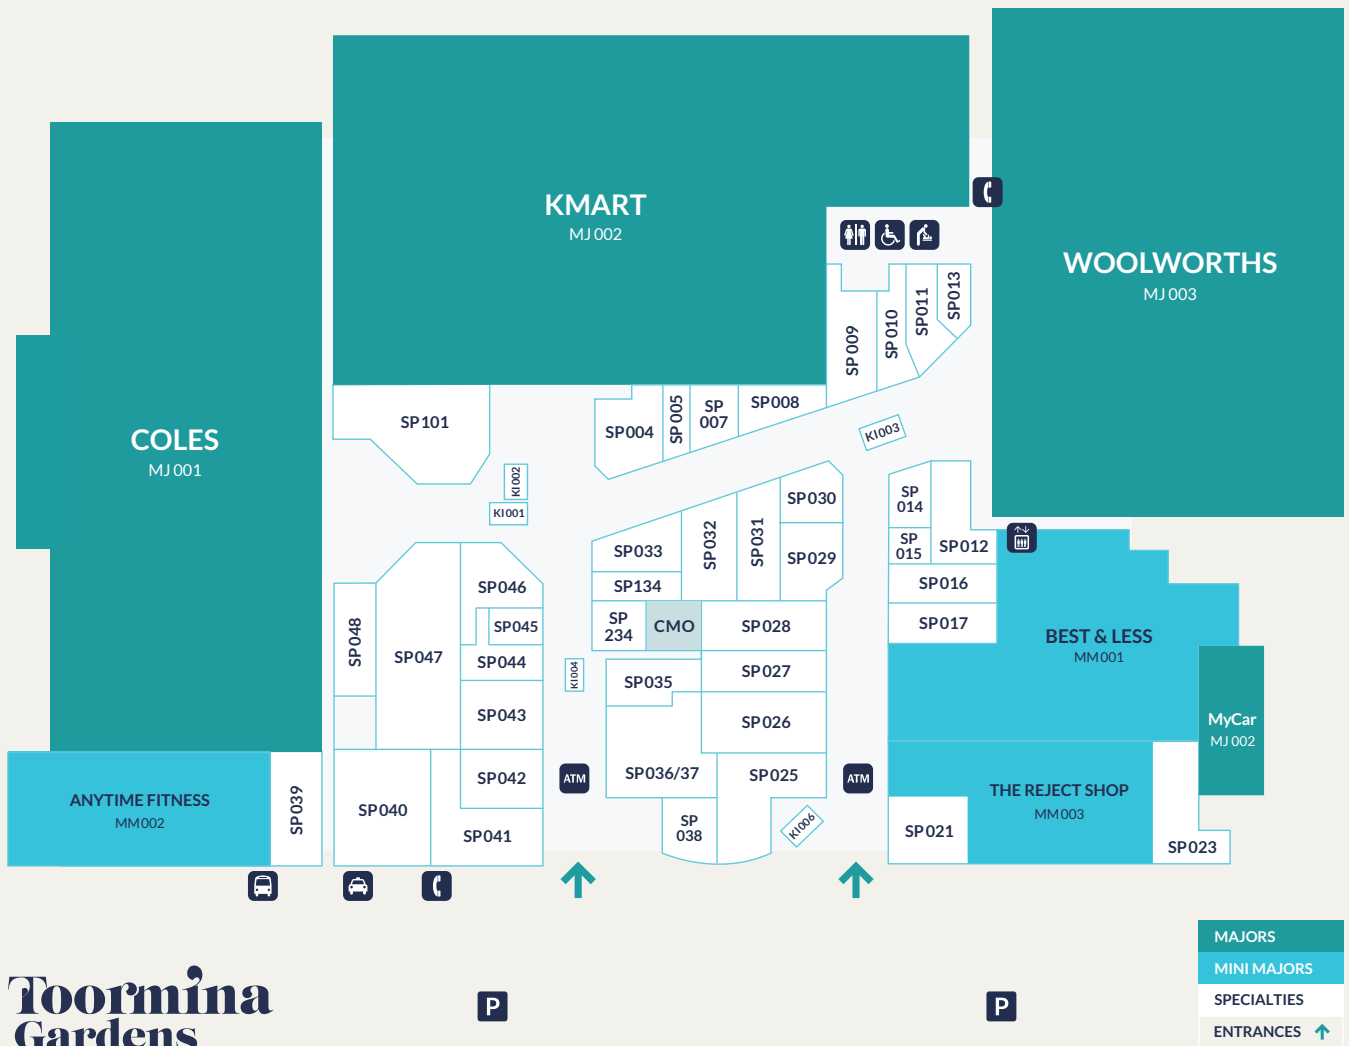 KMART
MJ 002
WOOLWORTHS
MJ 003
COLES
MJ 001
SP 009
SP 010
SP011
SP013
SP101
SP004
SP 005
SP
007
SP008
KI003
KI002
KI001
SP033
SP134
SP032
SP031
SP030
SP029
SP
014
SP
015
SP012
SP016
SP017
SP048
SP047
SP046
SP045
SP044
SP043
SP042
SP040
SP041
SP
234
CMO
SP028
KI004
SP035
SP027
SP026
SP036/37
SP025
SP
038
KI006
ATM
ATM
BEST & LESS
MM001
MyCar
MJ 002
THE REJECT SHOP
MM003
SP021
SP023
ANYTIME FITNESS
MM002
SP039
Toormina
Gardens
P
P
MAJORS
MINI MAJORS
SPECIALTIES
ENTRANCES